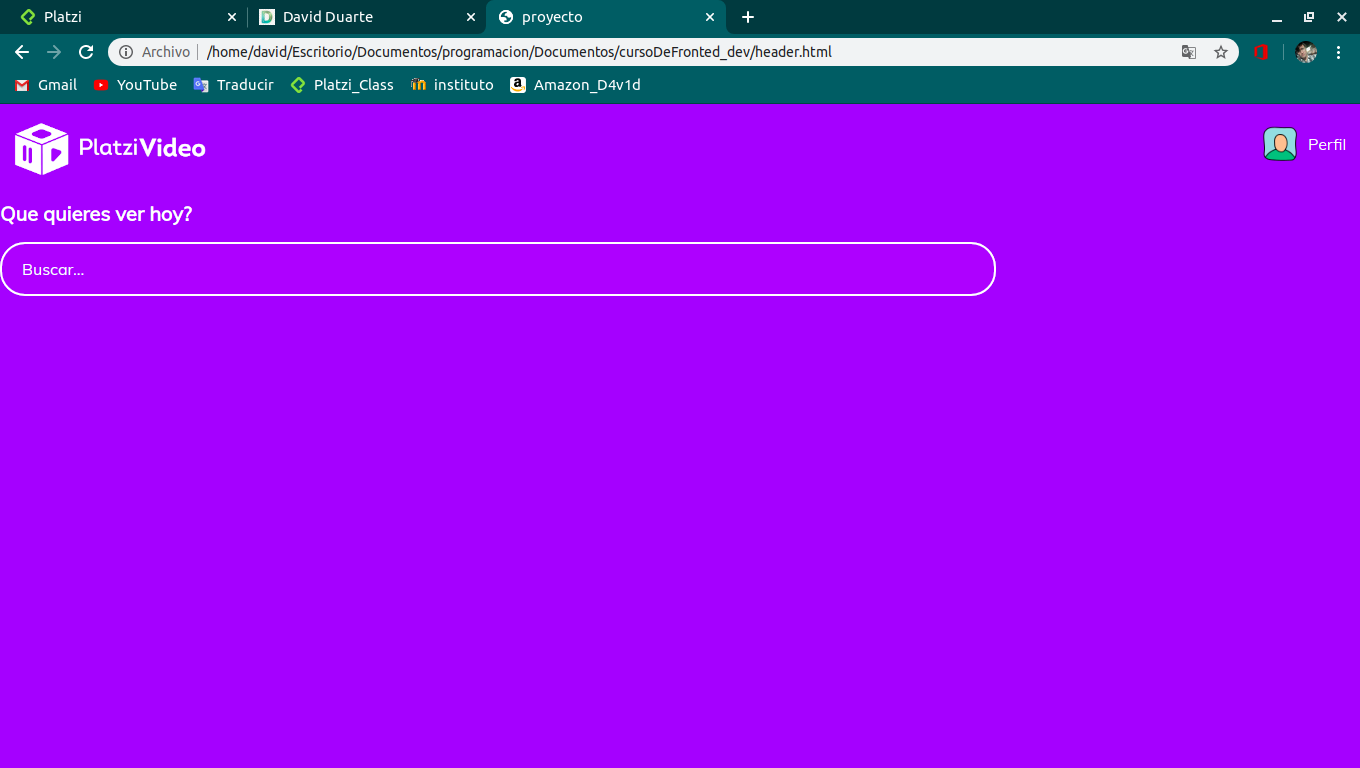 Platzi
David Duarte
proyecto
Archivo /home/david/Escritorio/Documentos/programacion/Documentos/cursoDeFronted_dev/header.html
Gmail YouTube Traducir Platzi_Class instituto Amazon_D4v1d
PlatziVideo
Perfil
Que quieres ver hoy?
Buscar...